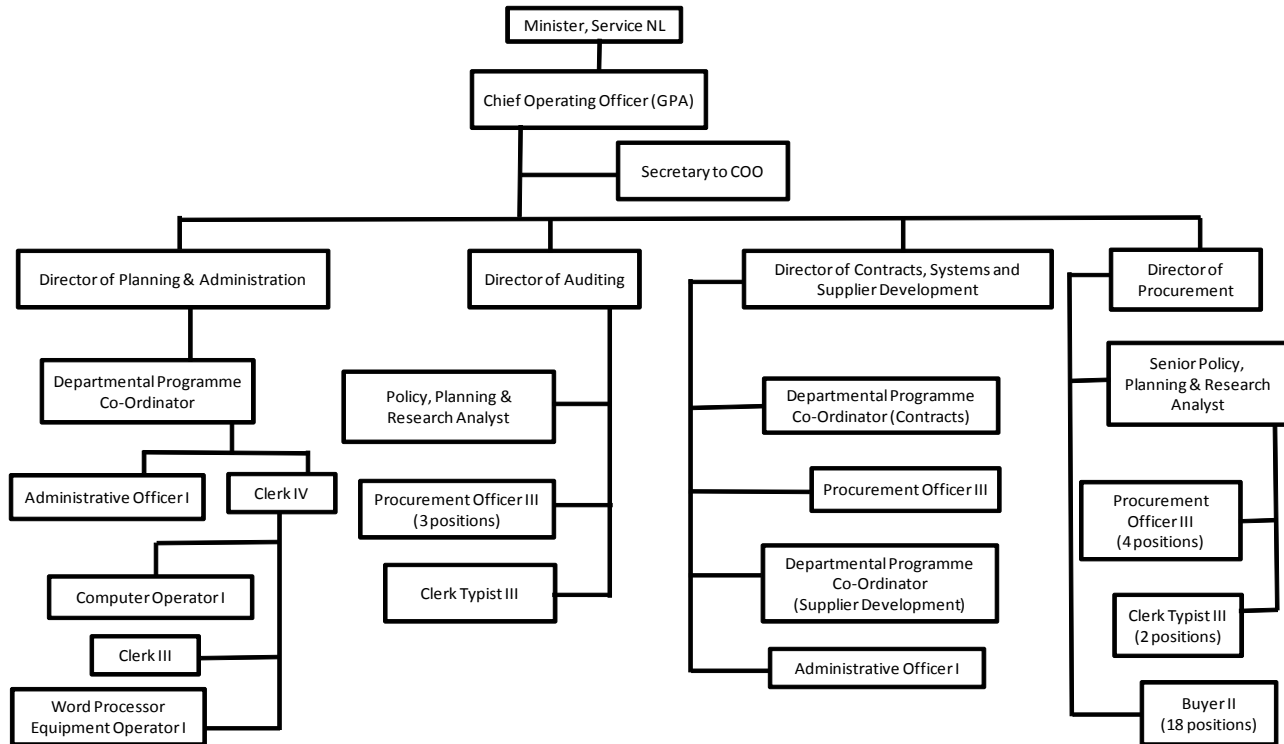 Minister, Service NL
Chief Operating Officer (GPA)
Secretary to COO
Director of Planning & Administration
Director of Auditing
Director of Contracts, Systems and
Supplier Development
Director of
Procurement
Departmental Programme
Co-Ordinator
Administrative Officer I
Clerk IV
Computer Operator I
Clerk III
Word Processor
Equipment Operator I
Policy, Planning &
Research Analyst
Procurement Officer III
(3 positions)
Clerk Typist III
Departmental Programme
Co-Ordinator (Contracts)
Procurement Officer III
Departmental Programme
Co-Ordinator
(Supplier Development)
Administrative Officer I
Senior Policy,
Planning & Research
Analyst
Procurement
Officer III
(4 positions)
Clerk Typist III
(2 positions)
Buyer II
(18 positions)